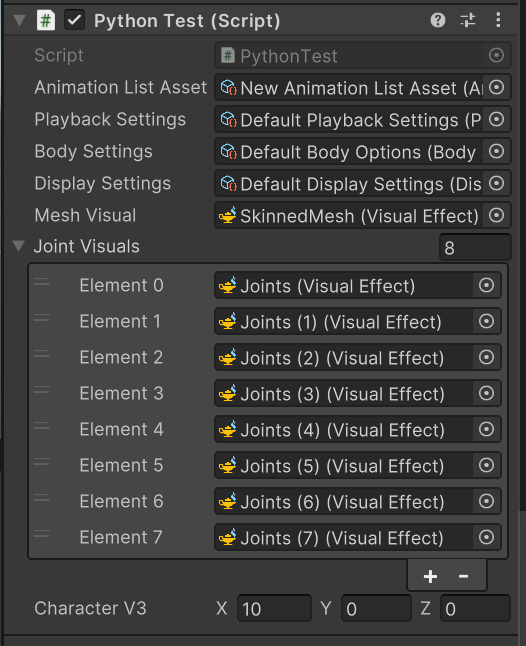 Python Test (Script)
Script PythonTest
Animation List Asset New Animation List Asset (A
Playback Settings Default Playback Settings (P
Body Settings Default Body Options (Body
Display Settings Default Display Settings (Dis
Mesh Visual SkinnedMesh (Visual Effect)
Joint Visuals 8
Element 0 Joints (Visual Effect)
Element 1 Joints (1) (Visual Effect)
Element 2 Joints (2) (Visual Effect)
Element 3 Joints (3) (Visual Effect)
Element 4 Joints (4) (Visual Effect)
Element 5 Joints (5) (Visual Effect)
Element 6 Joints (6) (Visual Effect)
Element 7 Joints (7) (Visual Effect)
+ -
Character V3 X 10 Y 0 Z 0